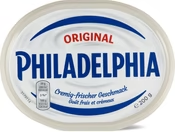 ORIGINAL
PHILADELPHIA
Cremig-frischer Geschmack
Goût frais et crémeux
200 g